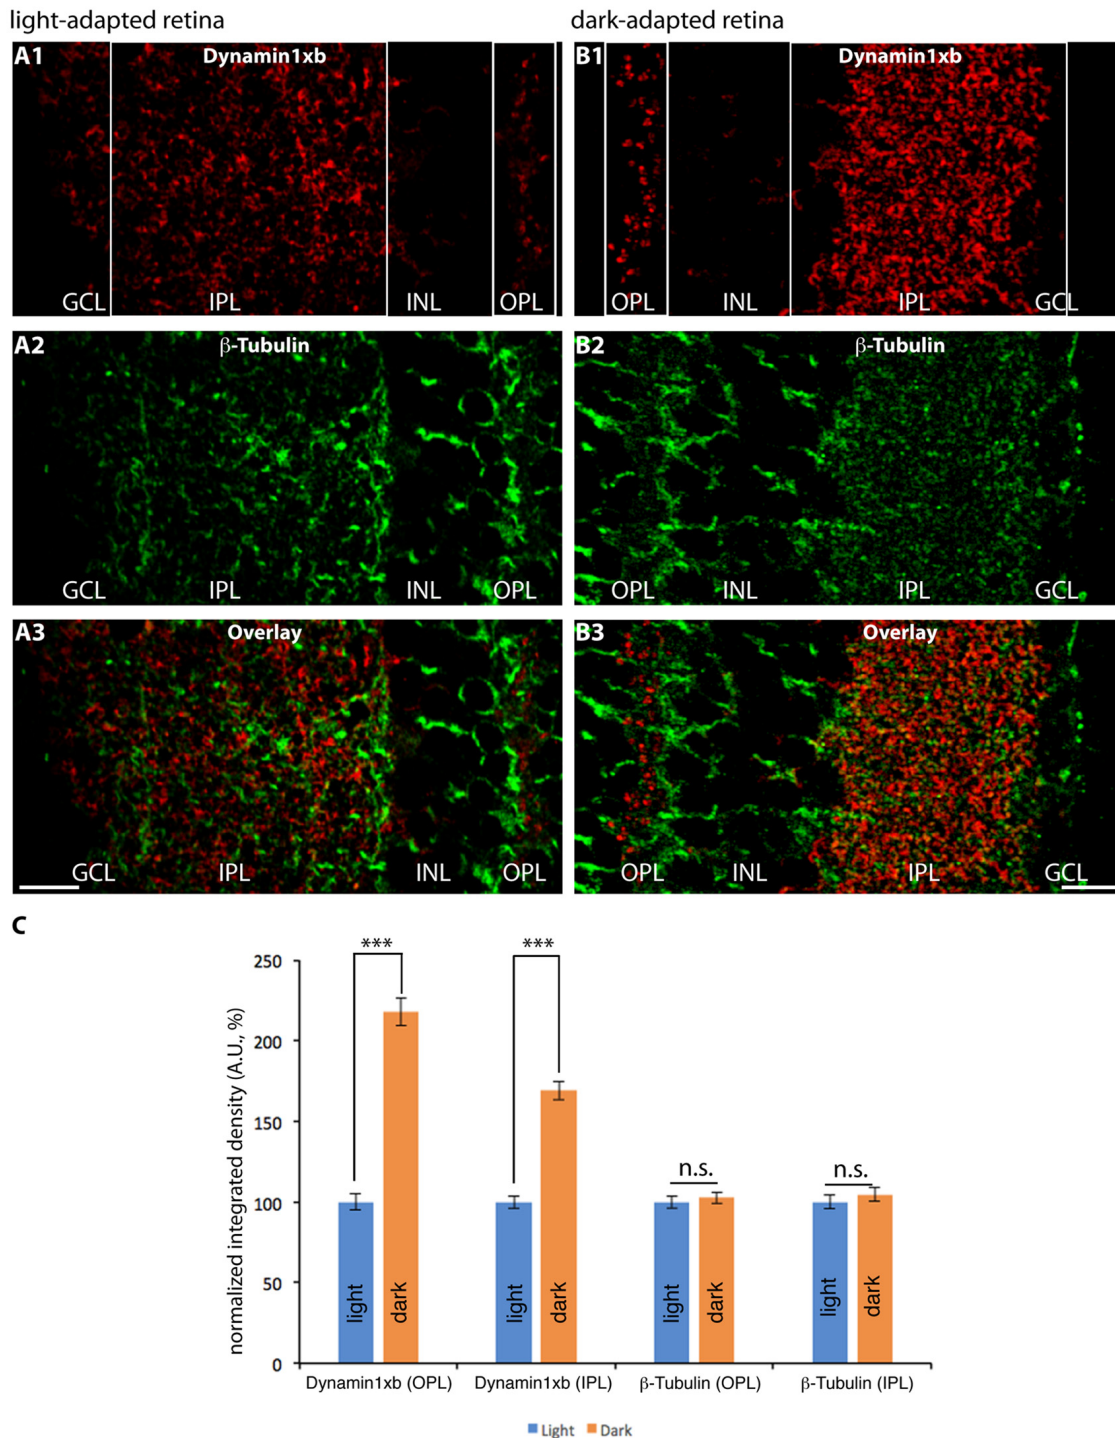 light-adapted retina
dark-adapted retina
A1
Dynamin1xb
GCL IPL INL OPL
B1
Dynamin1xb
OPL INL IPL GCL
A2
β-Tubulin
GCL IPL INL OPL
B2
β-Tubulin
OPL INL IPL GCL
A3
Overlay
GCL IPL INL OPL
B3
Overlay
OPL INL IPL GCL
C
normalized integrated density (A.U., %)
250
200
150
100
50
0
***
***
n.s.
n.s.
light
dark
light
dark
light
dark
light
dark
Dynamin1xb (OPL)
Dynamin1xb (IPL)
β-Tubulin (OPL)
β-Tubulin (IPL)
Light Dark